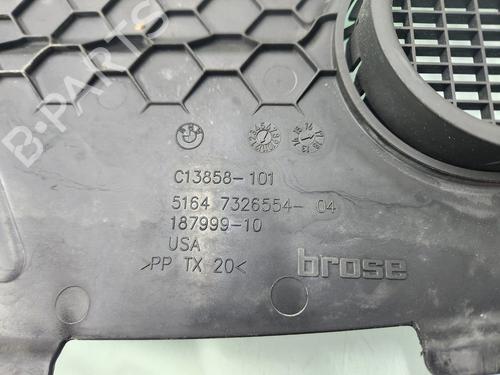 B-PARTS
C13858-101
5164 7326554- 04
187999-10
USA
>PP TX 20<
brose